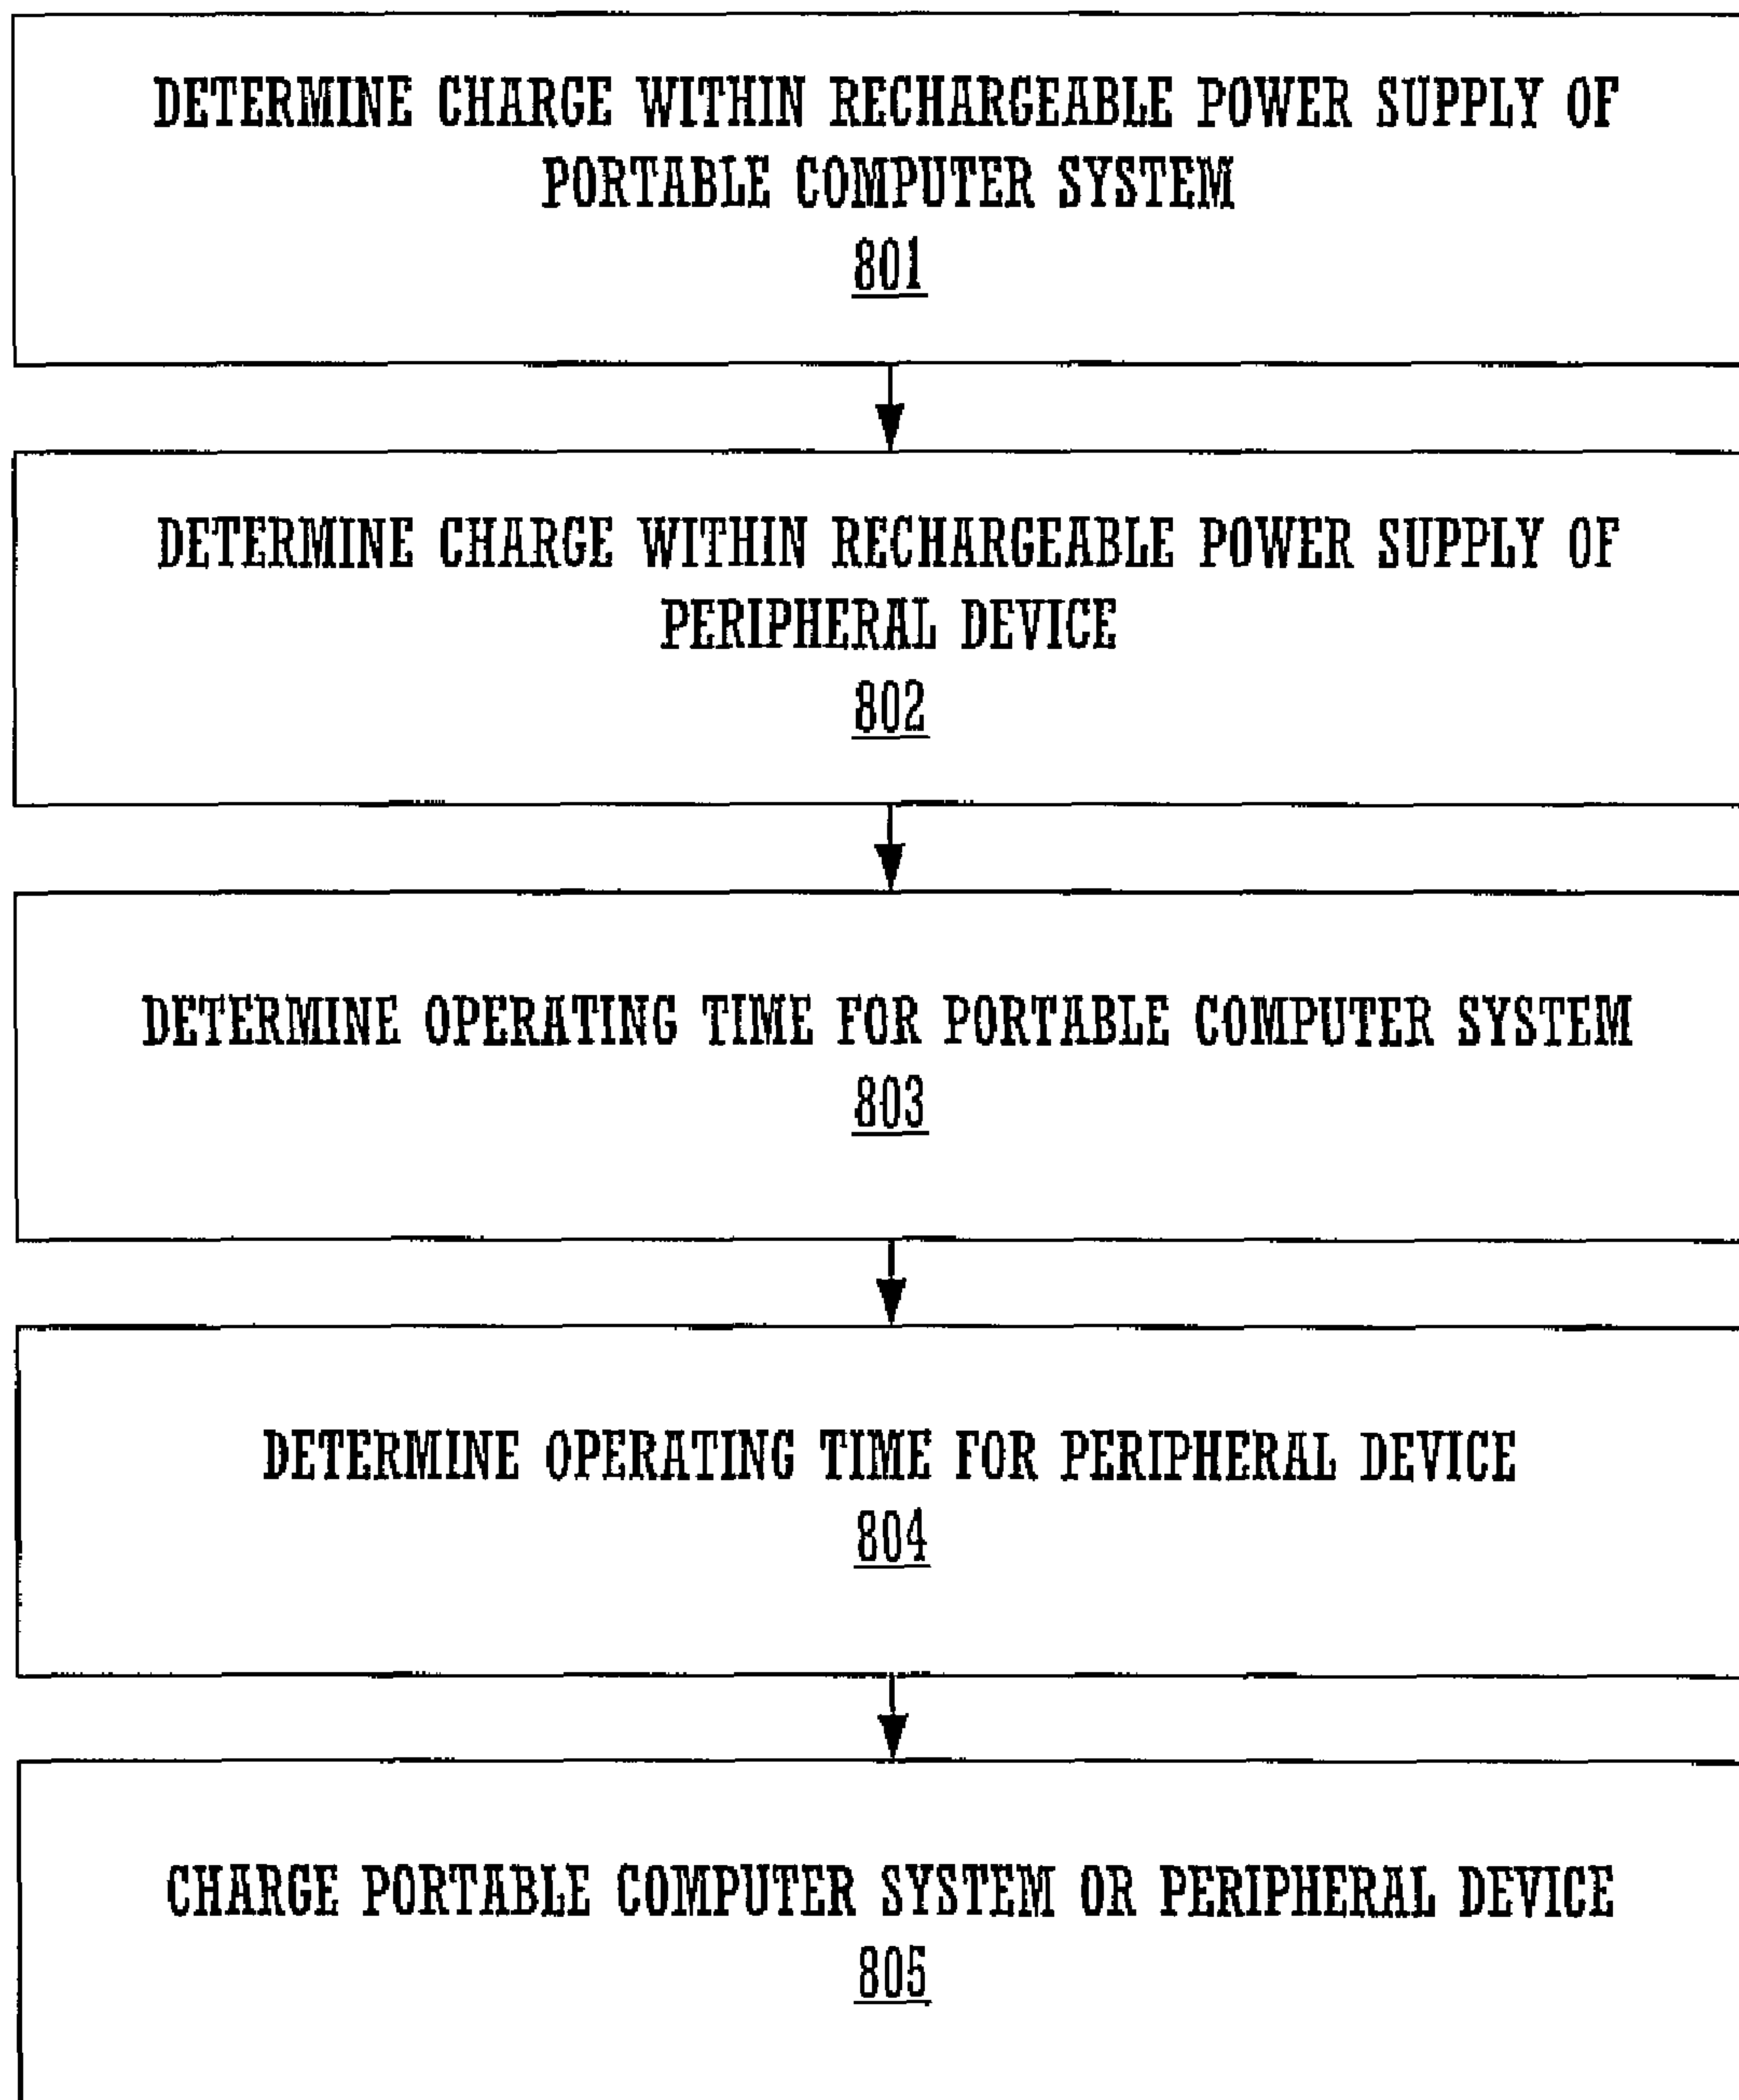 DETERMINE CHARGE WITHIN RECHARGEABLE POWER SUPPLY OF
PORTABLE COMPUTER SYSTEM
801
DETERMINE CHARGE WITHIN RECHARGEABLE POWER SUPPLY OF
PERIPHERAL DEVICE
802
DETERMINE OPERATING TIME FOR PORTABLE COMPUTER SYSTEM
803
DETERMINE OPERATING TIME FOR PERIPHERAL DEVICE
804
CHARGE PORTABLE COMPUTER SYSTEM OR PERIPHERAL DEVICE
805